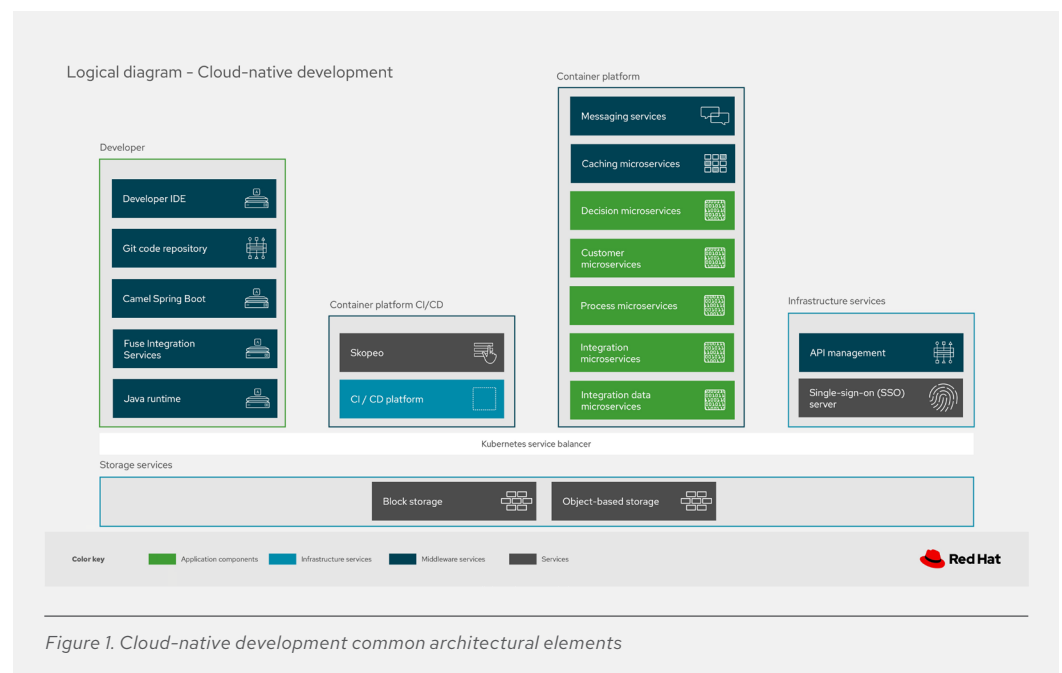 Logical diagram - Cloud-native development
Developer
Developer IDE
Git code repository
Camel Spring Boot
Fuse Integration
Services
Java runtime
Container platform CI/CD
Skopeo
CI / CD platform
Container platform
Messaging services
Caching microservices
Decision microservices
Customer
microservices
Process microservices
Integration
microservices
Integration data
microservices
Infrastructure services
API management
Single-sign-on (SSO)
server
Kubernetes service balancer
Storage services
Block storage
Object-based storage
Color key
Application components
Infrastructure services
Middleware services
Services
Red Hat
Figure 1. Cloud-native development common architectural elements